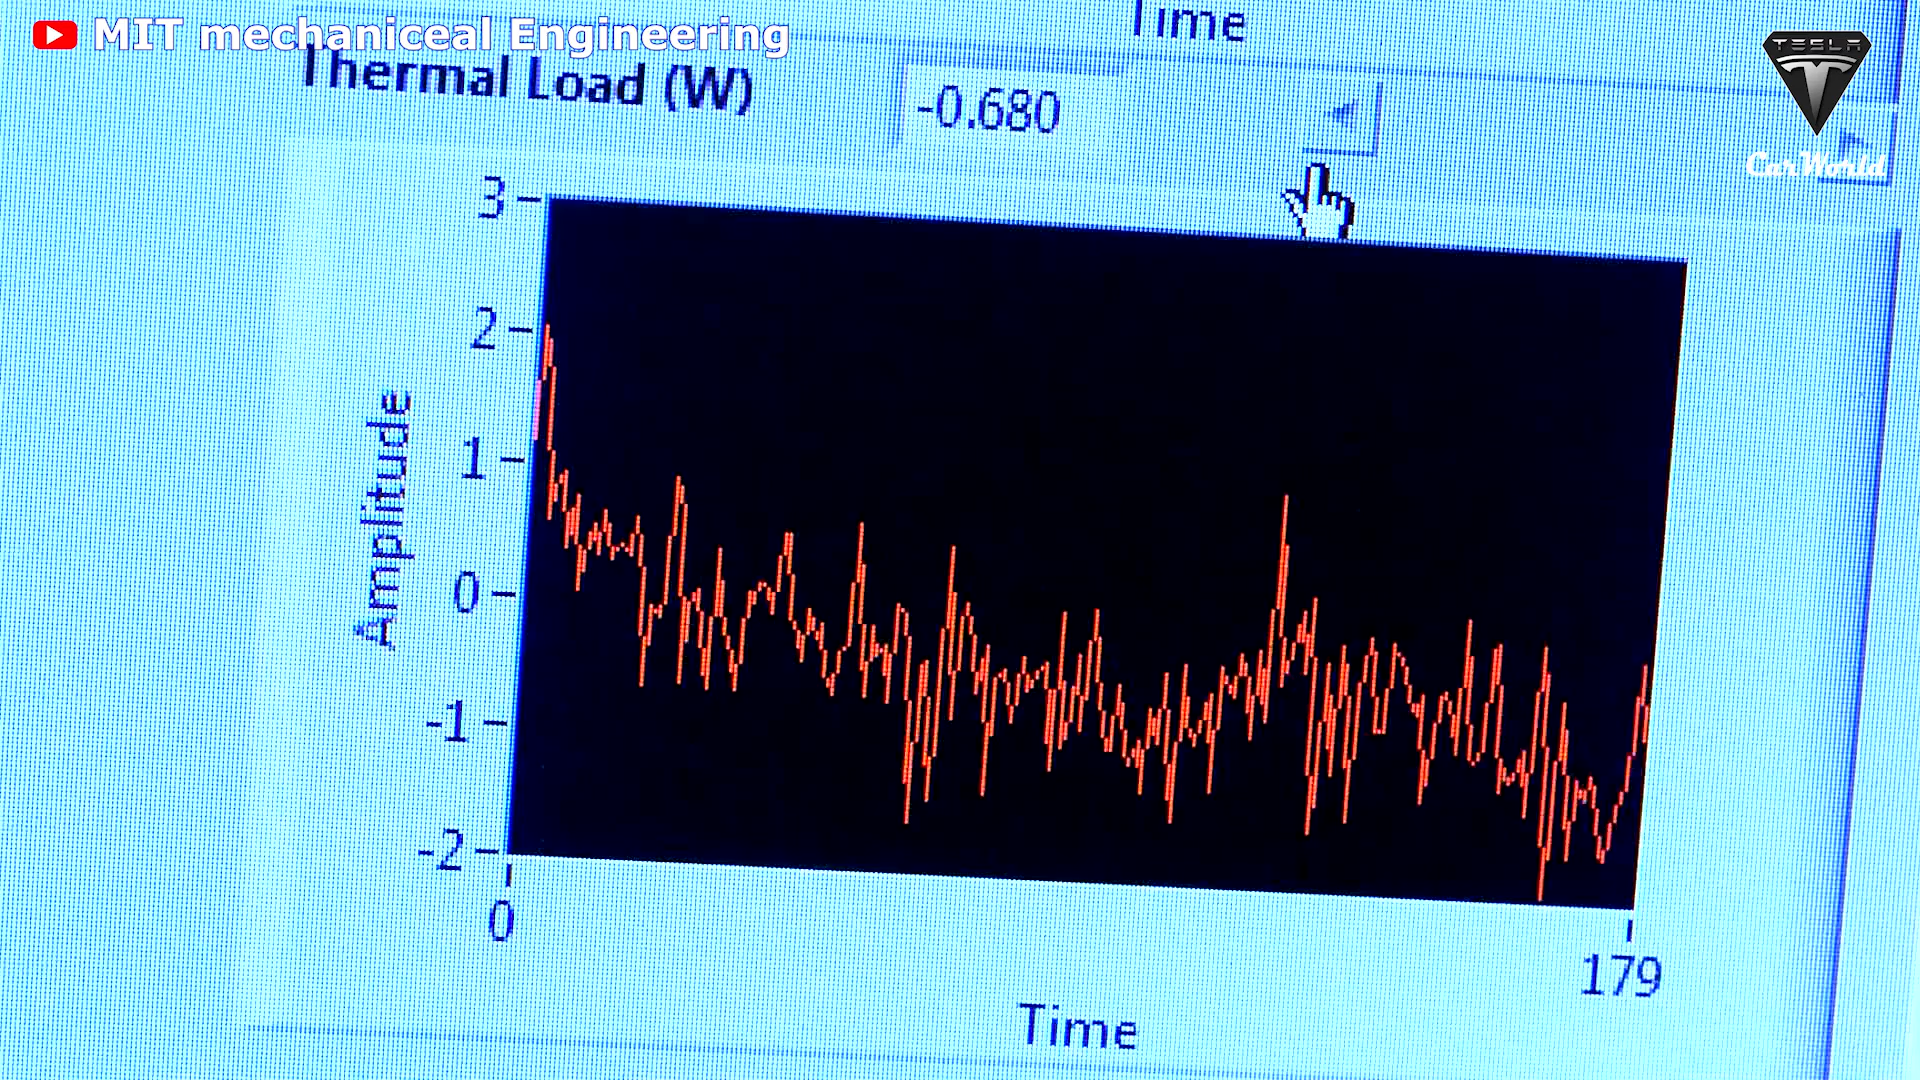 MIT mechaniceal Engineering
Time
TESLA
CarWorld
Thermal Load (W)
-0.680
3
2
1
0
-1
-2
Amplitude
0
179
Time